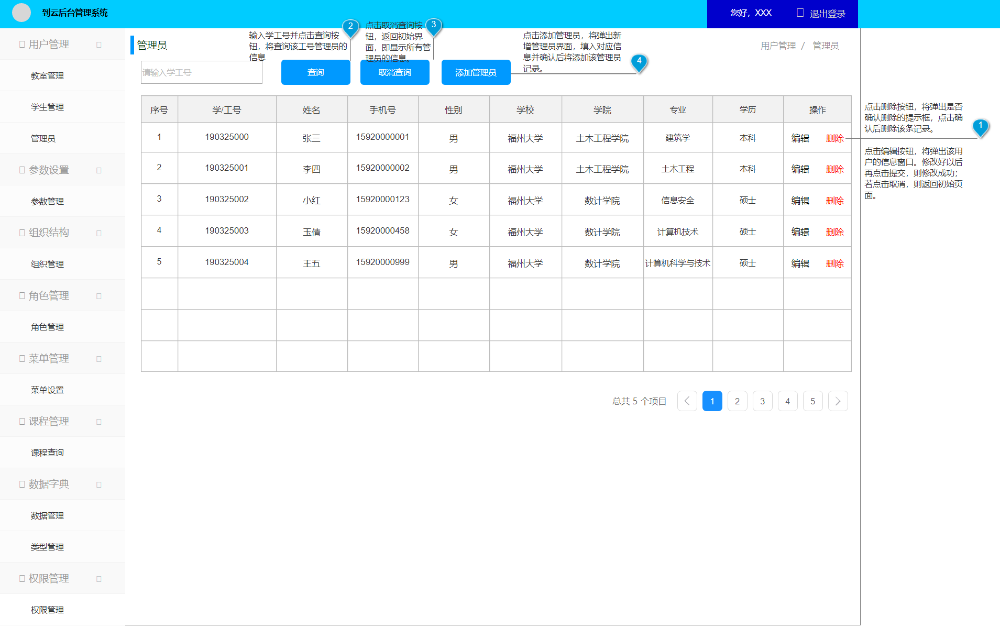 到云后台管理系统
您好，XXX 退出登录
用户管理
教室管理
学生管理
管理员
参数设置
参数管理
组织结构
组织管理
角色管理
角色管理
菜单管理
菜单设置
课程管理
课程查询
数据字典
数据管理
类型管理
权限管理
权限管理
管理员
用户管理 / 管理员
输入学工号并点击查询按
钮，将查询该工号管理员的
信息
2
点击取消查询按
钮，返回初始界
面，即显示所有管
理员的信息。
3
点击添加管理员，将弹出新
增管理员界面，填入对应信
息并确认后将添加该管理员
记录。
4
请输入学工号
查询
取消查询
添加管理员
序号 学/工号 姓名 手机号 性别 学校 学院 专业 学历 操作
1 190325000 张三 15920000001 男 福州大学 土木工程学院 建筑学 本科 编辑 删除
2 190325001 李四 15920000002 男 福州大学 土木工程学院 土木工程 本科 编辑 删除
3 190325002 小红 15920000123 女 福州大学 数计学院 信息安全 硕士 编辑 删除
4 190325003 玉倩 15920000458 女 福州大学 数计学院 计算机技术 硕士 编辑 删除
5 190325004 王五 15920000999 男 福州大学 数计学院 计算机科学与技术 硕士 编辑 删除
总共 5 个项目 1 2 3 4 5
点击删除按钮，将弹出是否
确认删除的提示框，点击确
认后删除该条记录。
1
点击编辑按钮，将弹出该用
户的信息窗口。修改好以后
再点击提交，则修改成功；
若点击取消，则返回初始页
面。